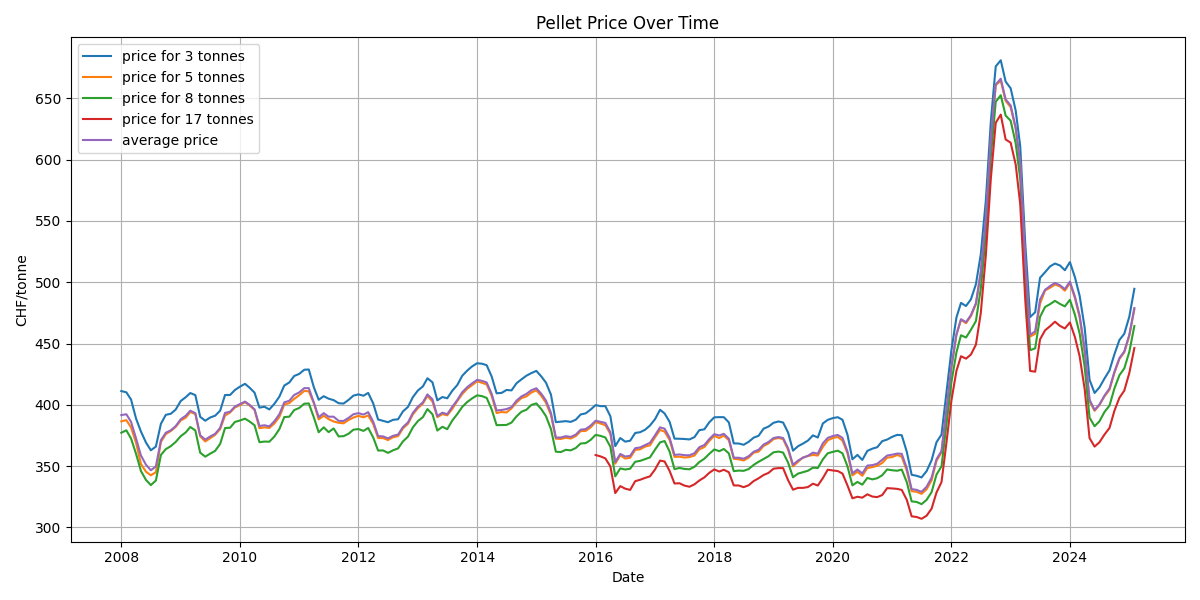 Pellet Price Over Time
price for 3 tonnes
price for 5 tonnes
price for 8 tonnes
price for 17 tonnes
average price
CHF/tonne
650
600
550
500
450
400
350
300
2008 2010 2012 2014 2016 2018 2020 2022 2024
Date